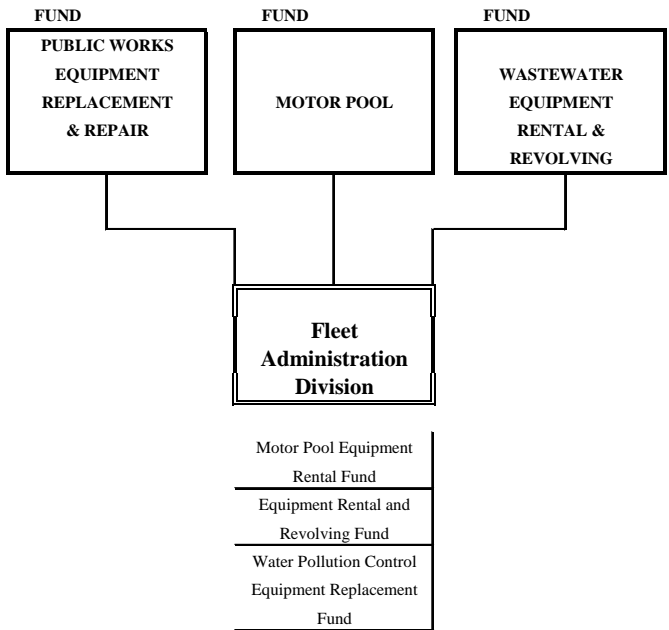 FUND
PUBLIC WORKS
EQUIPMENT
REPLACEMENT
& REPAIR
FUND
MOTOR POOL
FUND
WASTEWATER
EQUIPMENT
RENTAL &
REVOLVING
Fleet
Administration
Division
Motor Pool Equipment
Rental Fund
Equipment Rental and
Revolving Fund
Water Pollution Control
Equipment Replacement
Fund